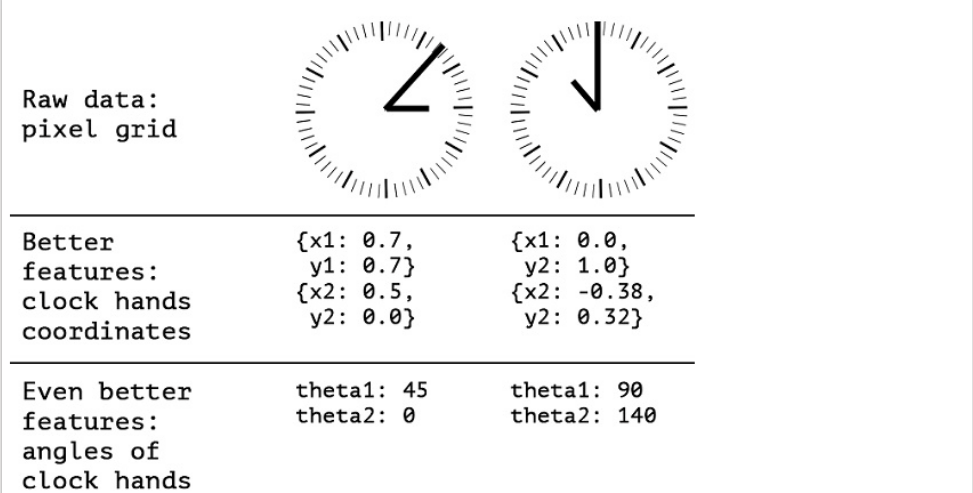 Raw data:
pixel grid
Better
features:
clock hands
coordinates
{x1: 0.7,
y1: 0.7}
{x2: 0.5,
y2: 0.0}
{x1: 0.0,
y2: 1.0}
{x2: -0.38,
y2: 0.32}
Even better
features:
angles of
clock hands
theta1: 45
theta2: 0
theta1: 90
theta2: 140